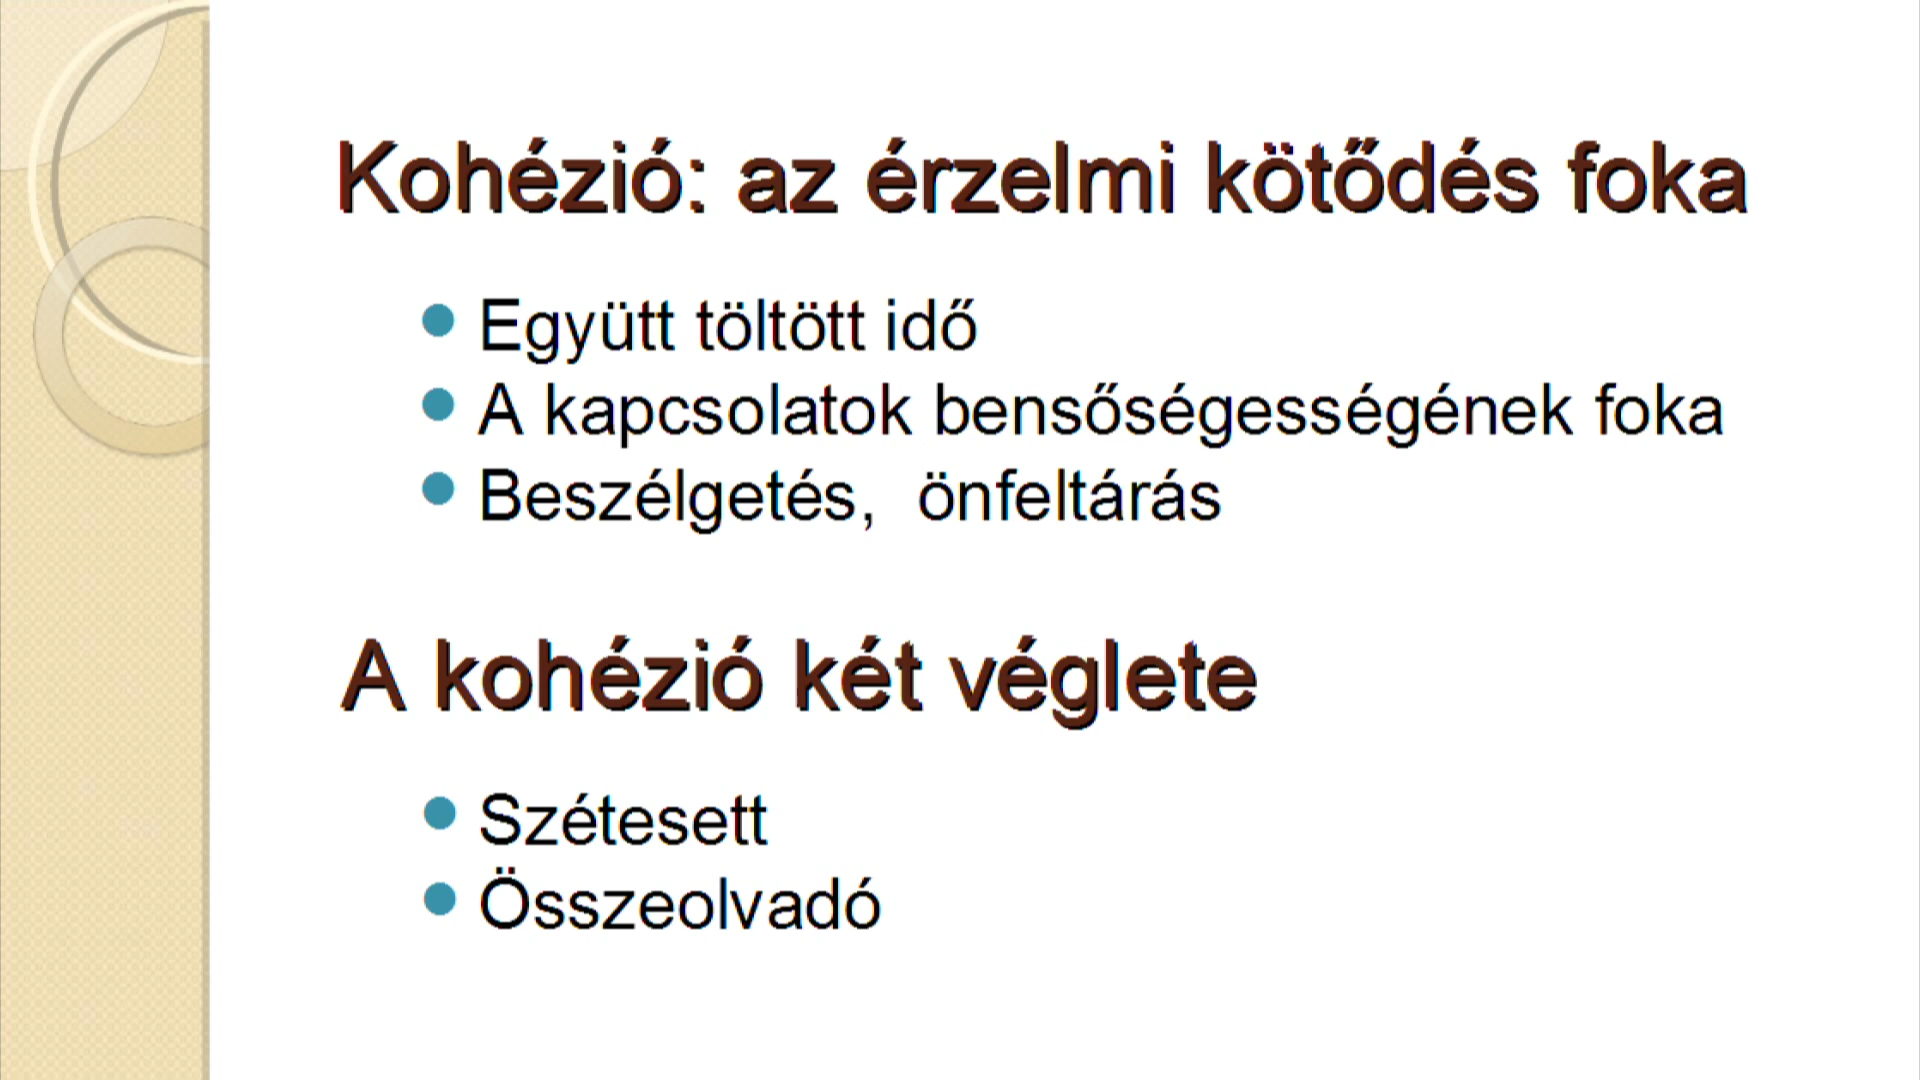 Kohézió: az érzelmi kötődés foka
Együtt töltött idő
A kapcsolatok bensőségességének foka
Beszélgetés, önfeltárás
A kohézió két véglete
Szétesett
Összeolvadó